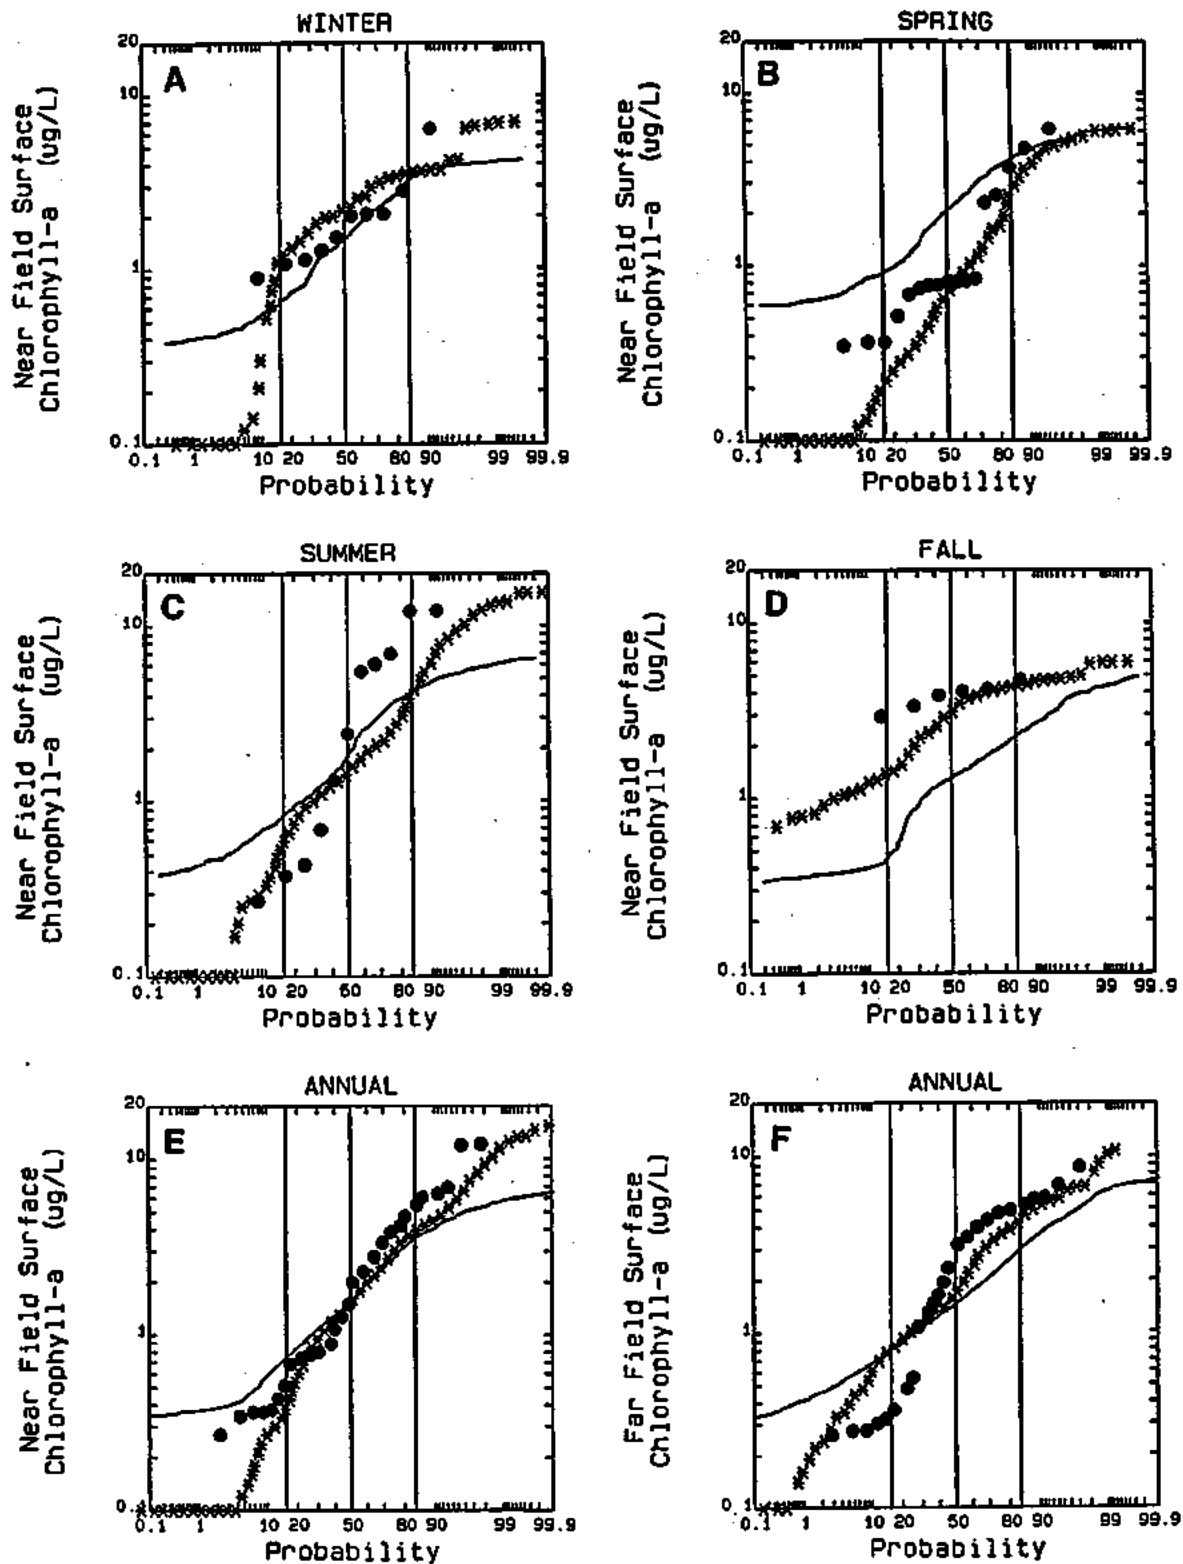 WINTER
A
Near Field Surface
Chlorophyll-a (ug/L)
20
10
1
0.1
0.1 1 10 20 50 80 90 99 99.9
Probability
SPRING
B
Near Field Surface
Chlorophyll-a (ug/L)
20
10
1
0.1
0.1 1 10 20 50 80 90 99 99.9
Probability
SUMMER
C
Near Field Surface
Chlorophyll-a (ug/L)
20
10
1
0.1
0.1 1 10 20 50 80 90 99 99.9
Probability
FALL
D
Near Field Surface
Chlorophyll-a (ug/L)
20
10
1
0.1
0.1 1 10 20 50 80 90 99 99.9
Probability
ANNUAL
E
Near Field Surface
Chlorophyll-a (ug/L)
20
10
1
0.1
0.1 1 10 20 50 80 90 99 99.9
Probability
ANNUAL
F
Far Field Surface
Chlorophyll-a (ug/L)
20
10
1
0.1
0.1 1 10 20 50 80 90 99 99.9
Probability